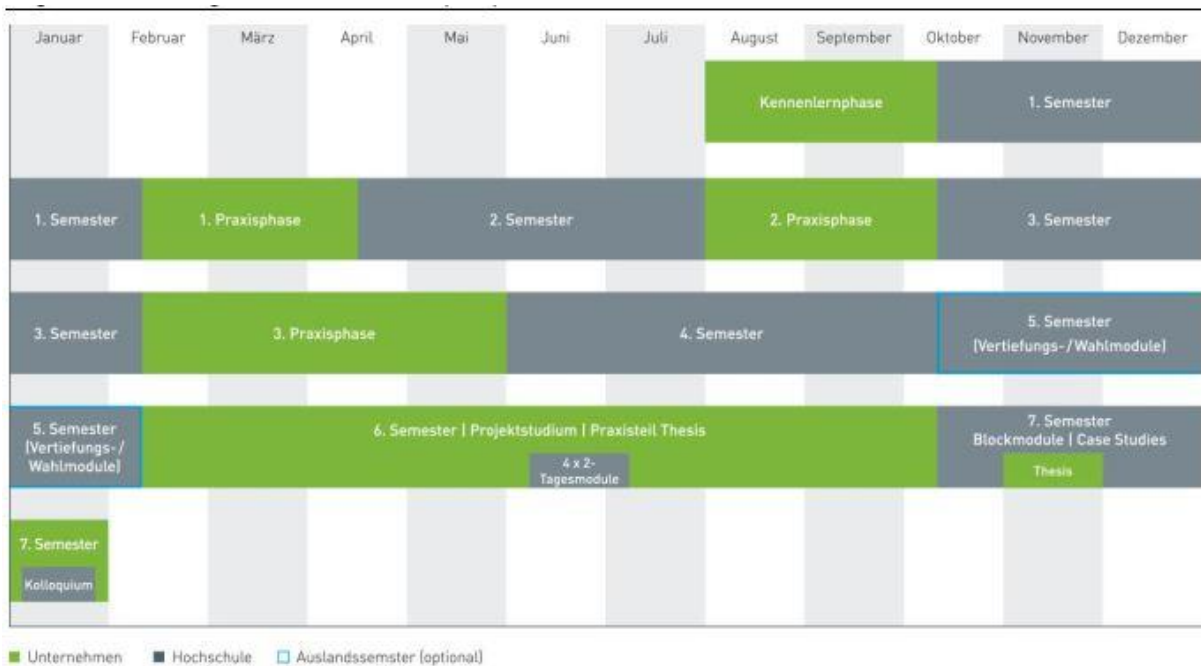 Januar Februar März April Mai Juni Juli August September Oktober November Dezember
Kennenlernphase 1. Semester
1. Semester 1. Praxisphase 2. Semester 2. Praxisphase 3. Semester
3. Semester 3. Praxisphase 4. Semester
5. Semester
(Vertiefungs-/Wahlmodule)
5. Semester
(Vertiefungs-/
Wahlmodule)
6. Semester | Projektstudium | Praxisteil Thesis
4 x 2-
Tagesmodule
7. Semester
Blockmodule | Case Studies
Thesis
7. Semester
Kolloquium
Unternehmen Hochschule Auslandssemster (optional)